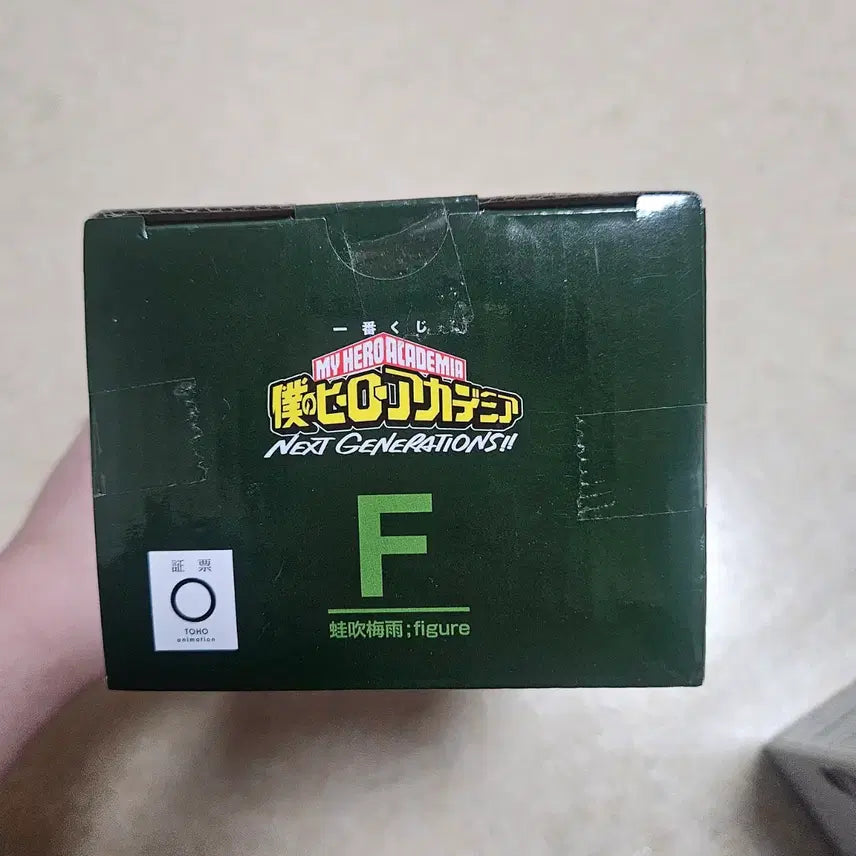 一番くじ
MY HERO ACADEMIA
僕のヒーローアカデミア
NEXT GENERATIONS!!
F
蛙吹梅雨;figure
証票
TOHO
animation